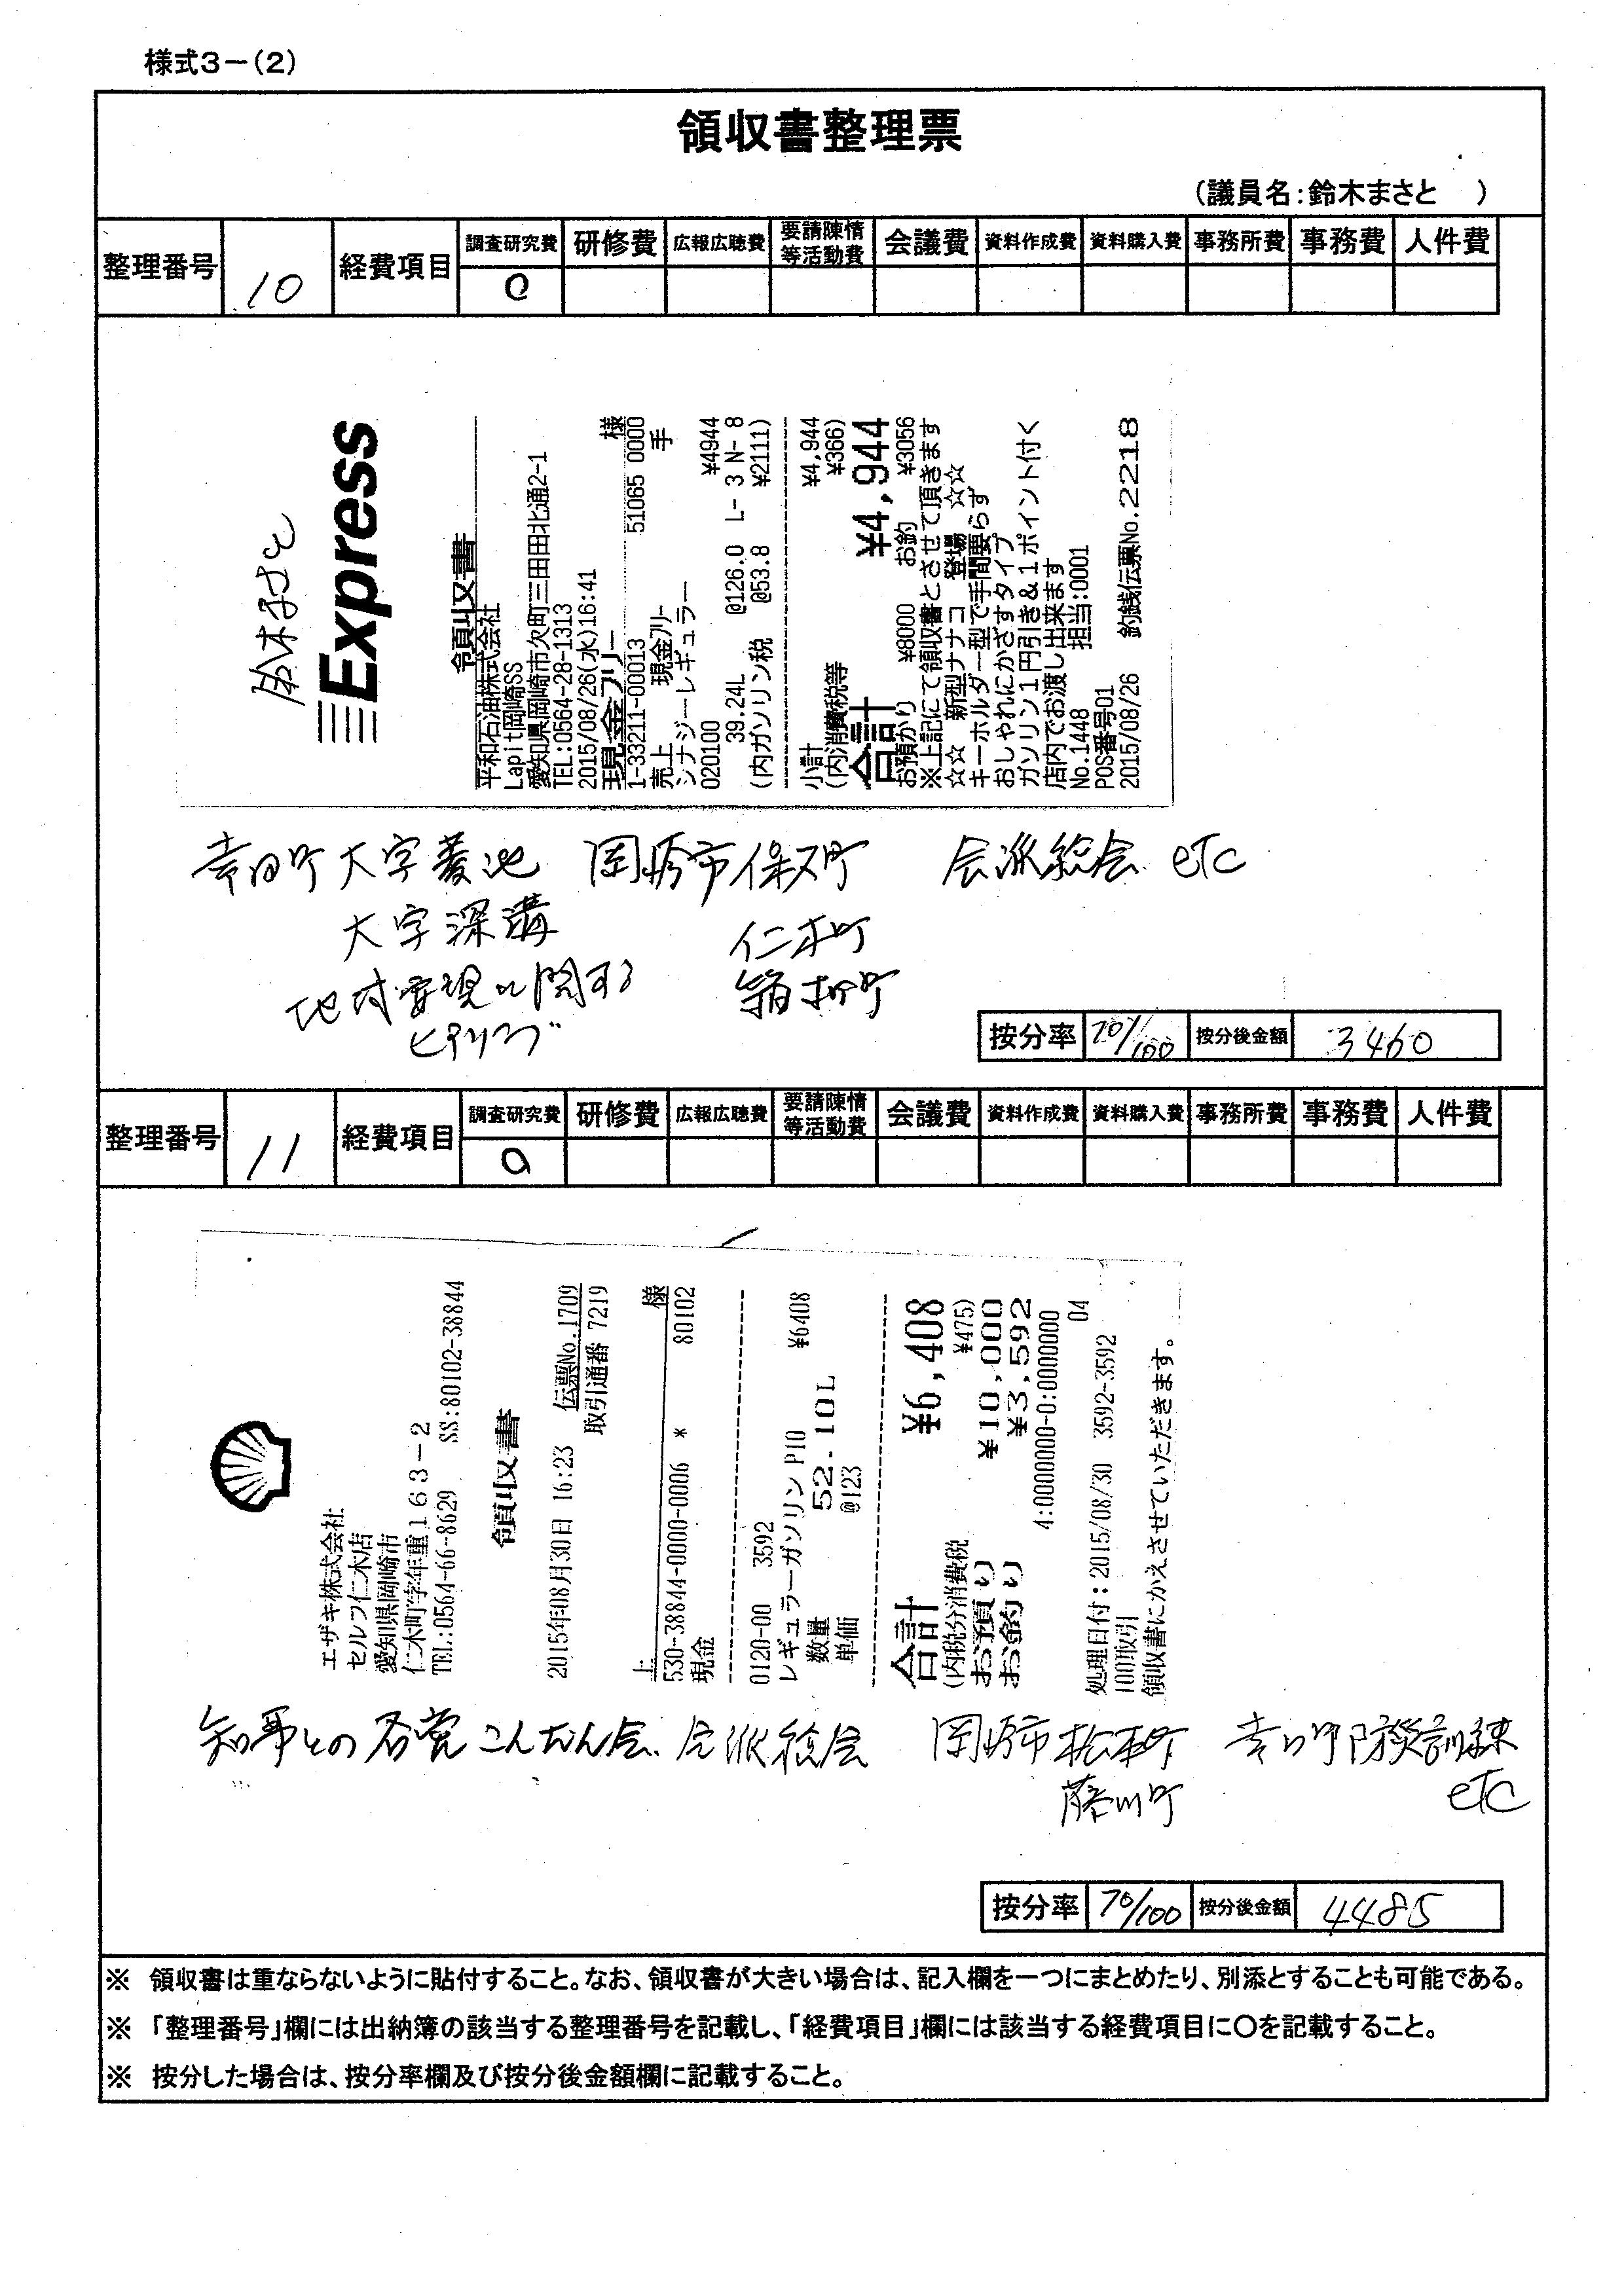 様式3－(2)
領収書整理票
(議員名:鈴木まさと　)
整理番号 10 経費項目 調査研究費 研修費 広報広聴費 要請陳情等活動費 会議費 資料作成費 資料購入費 事務所費 事務費 人件費
○
鈴木まさと
Express
領収書
平和石油株式会社
Lapit岡崎SS
愛知県岡崎市欠町三田田北通2-1
TEL:0564-28-1313
2015/08/26(水)16:41
現金フリー 様
1-33211-00013 51065 0000
売上 現金フリー 手
シナジーレギュラー
020100 ¥4944
39.24L @126.0 L- 3 N- 8
(内ガソリン税 @53.8 ¥2111)
小計 ¥4,944
(内消費税等 ¥366)
合計 ¥4,944
お預かり ¥8000 お釣 ¥3056
※上記にて領収書とさせて頂きます
☆☆ 新型ナナコ 登場 ☆☆
キーホルダー型で手間要らず
おしゃれにかざすタイプ
ガソリン1円引き&1ポイント付く
店内でお渡し出来ます
No.1448 担当:0001
POS番号01
2015/08/26 釣銭伝票No.2218
幸田町大字菱池 岡崎市保久町 会派総会 etc
大字深溝 仁木町
地域要現に関する 箱柳町
ヒアリング
按分率 70/100 按分後金額 3460
整理番号 11 経費項目 調査研究費 研修費 広報広聴費 要請陳情等活動費 会議費 資料作成費 資料購入費 事務所費 事務費 人件費
○
エザキ株式会社
セルフ仁木店
愛知県岡崎市
仁木町字年重163-2
TEL:0564-66-8629 SS:80102-38844
領収書
2015年08月30日 16:23 伝票No.1709
取引通番 7219
上 様
530-38844-0000-0006 * 80102
現金
0120-00 3592
レギュラーガソリン P10 ¥6408
数量 52.10L
単価 @123
合計 ¥6,408
(内税分消費税 ¥475)
お預り ¥10,000
お釣り ¥3,592
4:0000000-0:0000000
04
処理日付:2015/08/30 3592-3592
100取引
領収書にかえさせていただきます。
知事との各党こんだん会 会派総会 岡崎市松本町 幸田町防災訓練
藤川町 etc
按分率 70/100 按分後金額 4485
※ 領収書は重ならないように貼付すること。なお、領収書が大きい場合は、記入欄を一つにまとめたり、別添とすることも可能である。
※ 「整理番号」欄には出納簿の該当する整理番号を記載し、「経費項目」欄には該当する経費項目に○を記載すること。
※ 按分した場合は、按分率欄及び按分後金額欄に記載すること。